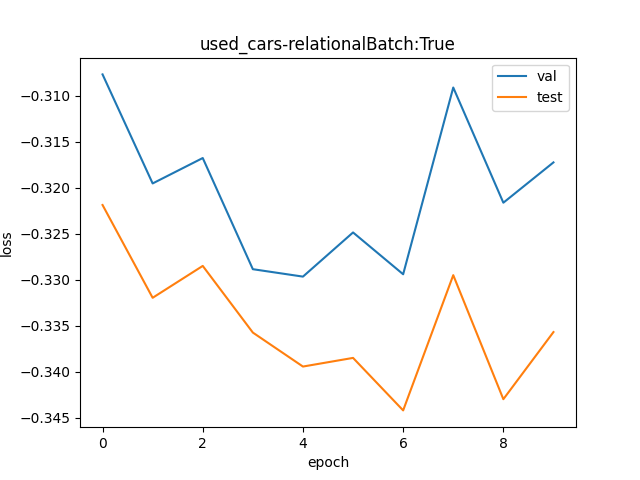 used_cars-relationalBatch:True
val
test
−0.310
−0.315
−0.320
−0.325
−0.330
−0.335
−0.340
−0.345
loss
0 2 4 6 8
epoch